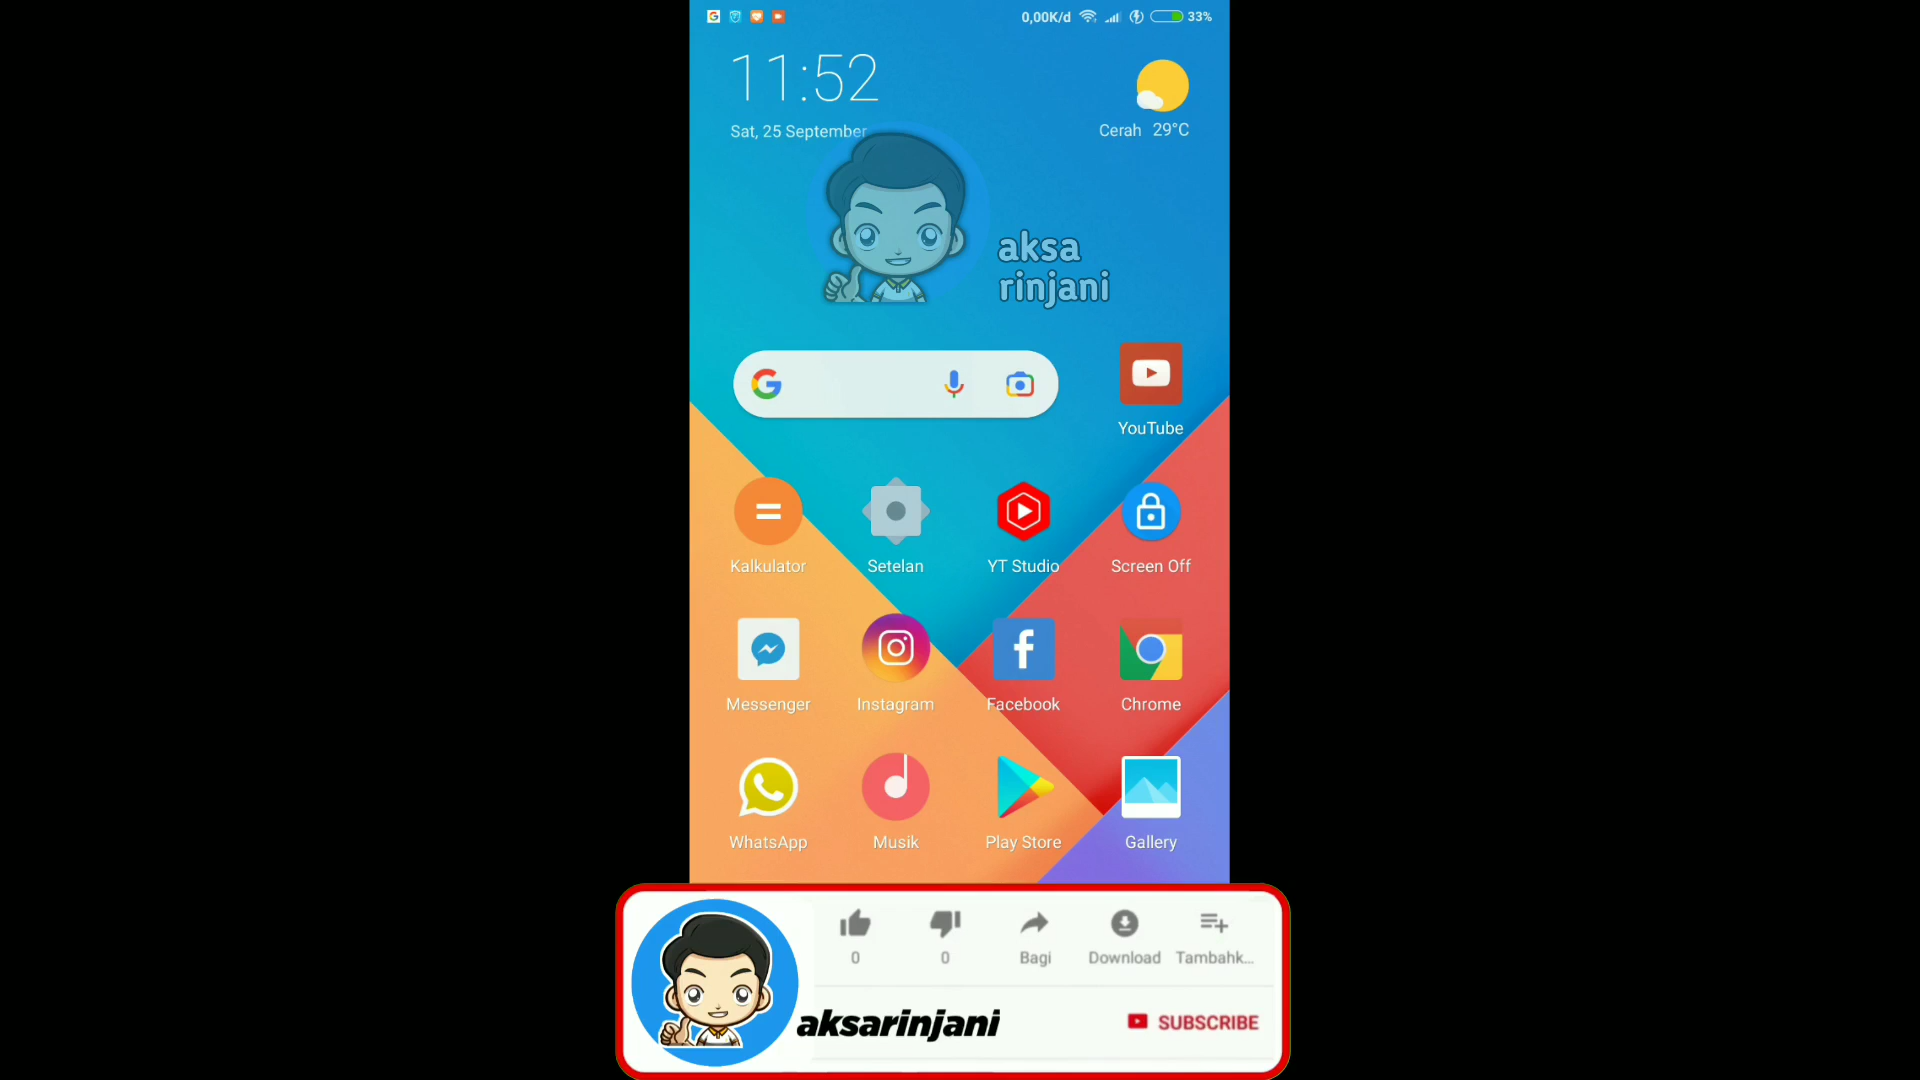 0,00K/d 33%
11:52
Sat, 25 September
Cerah 29°C
aksa
rinjani
YouTube
Kalkulator Setelan YT Studio Screen Off
Messenger Instagram Facebook Chrome
WhatsApp Musik Play Store Gallery
0 0 Bagi Download Tambahk...
aksarinjani SUBSCRIBE